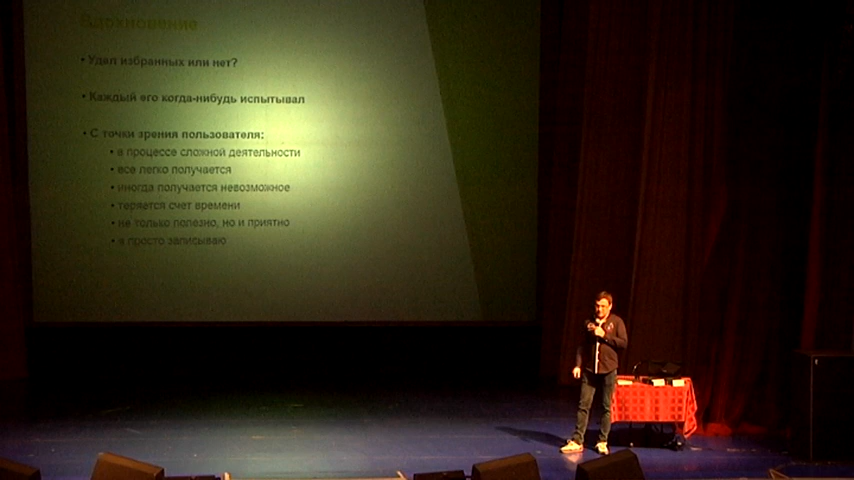 Вдохновение
• Удел избранных или нет?
• Каждый его когда-нибудь испытывал
• С точки зрения пользователя:
• в процессе сложной деятельности
• все легко получается
• иногда получается невозможное
• теряется счет времени
• не только полезно, но и приятно
• я просто записываю